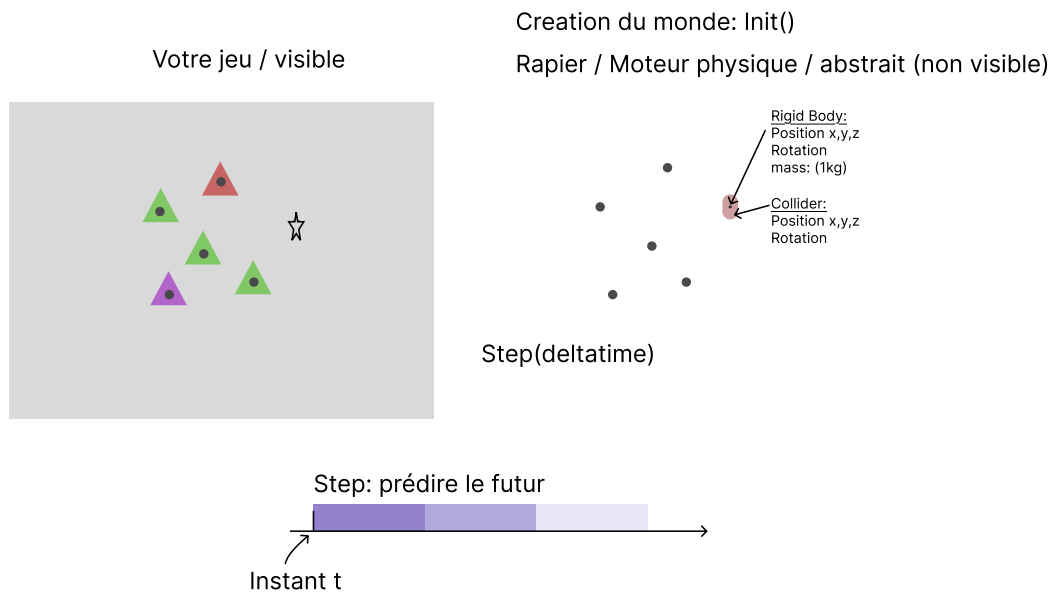 Creation du monde: Init()
Votre jeu / visible
Rapier / Moteur physique / abstrait (non visible)
Rigid Body:
Position x,y,z
Rotation
mass: (1kg)
Collider:
Position x,y,z
Rotation
Step(deltatime)
Step: prédire le futur
Instant t